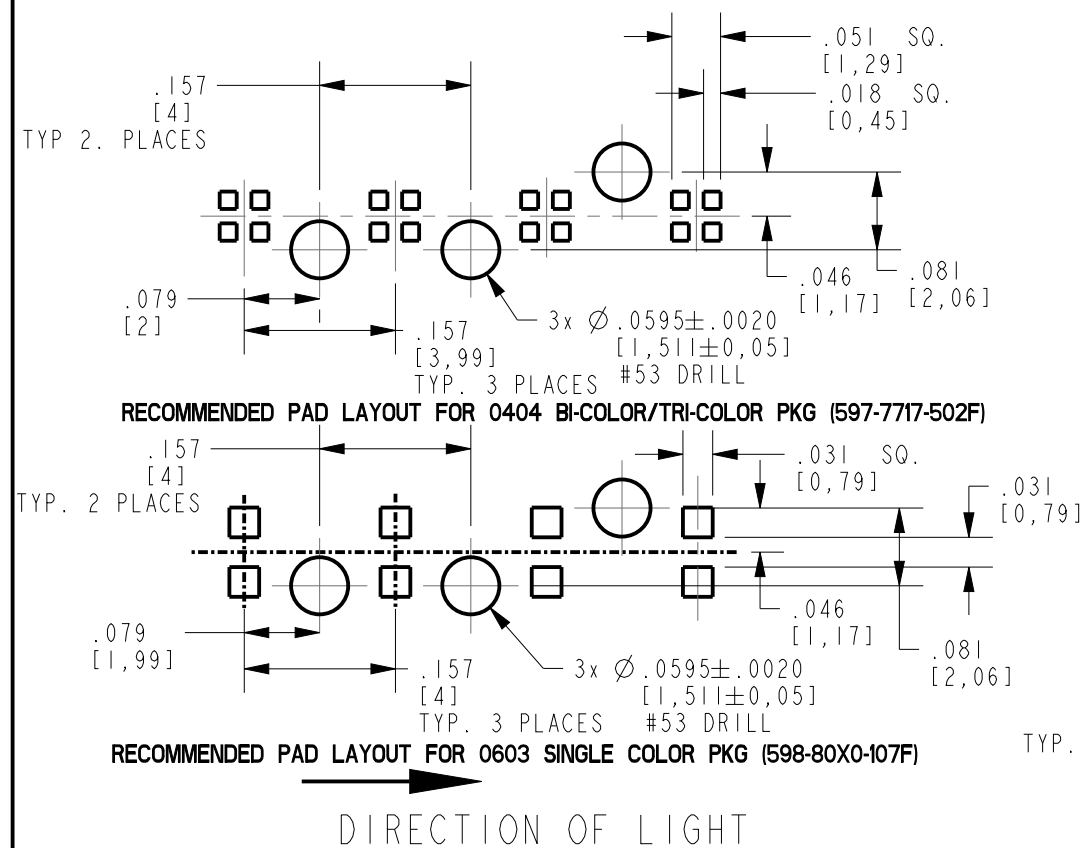 .051 SQ.
[1,29]
.018 SQ.
[0,45]
.157
[4]
TYP 2. PLACES
.046
[1,17]
.081
[2,06]
.079
[2]
.157
[3,99]
TYP. 3 PLACES
3x Ø .0595±.0020
[1,511±0,05]
#53 DRILL
RECOMMENDED PAD LAYOUT FOR 0404 BI-COLOR/TRI-COLOR PKG (597-7717-502F)
.157
[4]
TYP. 2 PLACES
.031 SQ.
[0,79]
.031
[0,79]
.046
[1,17]
.081
[2,06]
.079
[1,99]
.157
[4]
TYP. 3 PLACES
3x Ø .0595±.0020
[1,511±0,05]
#53 DRILL
RECOMMENDED PAD LAYOUT FOR 0603 SINGLE COLOR PKG (598-80X0-107F)
TYP.
DIRECTION OF LIGHT